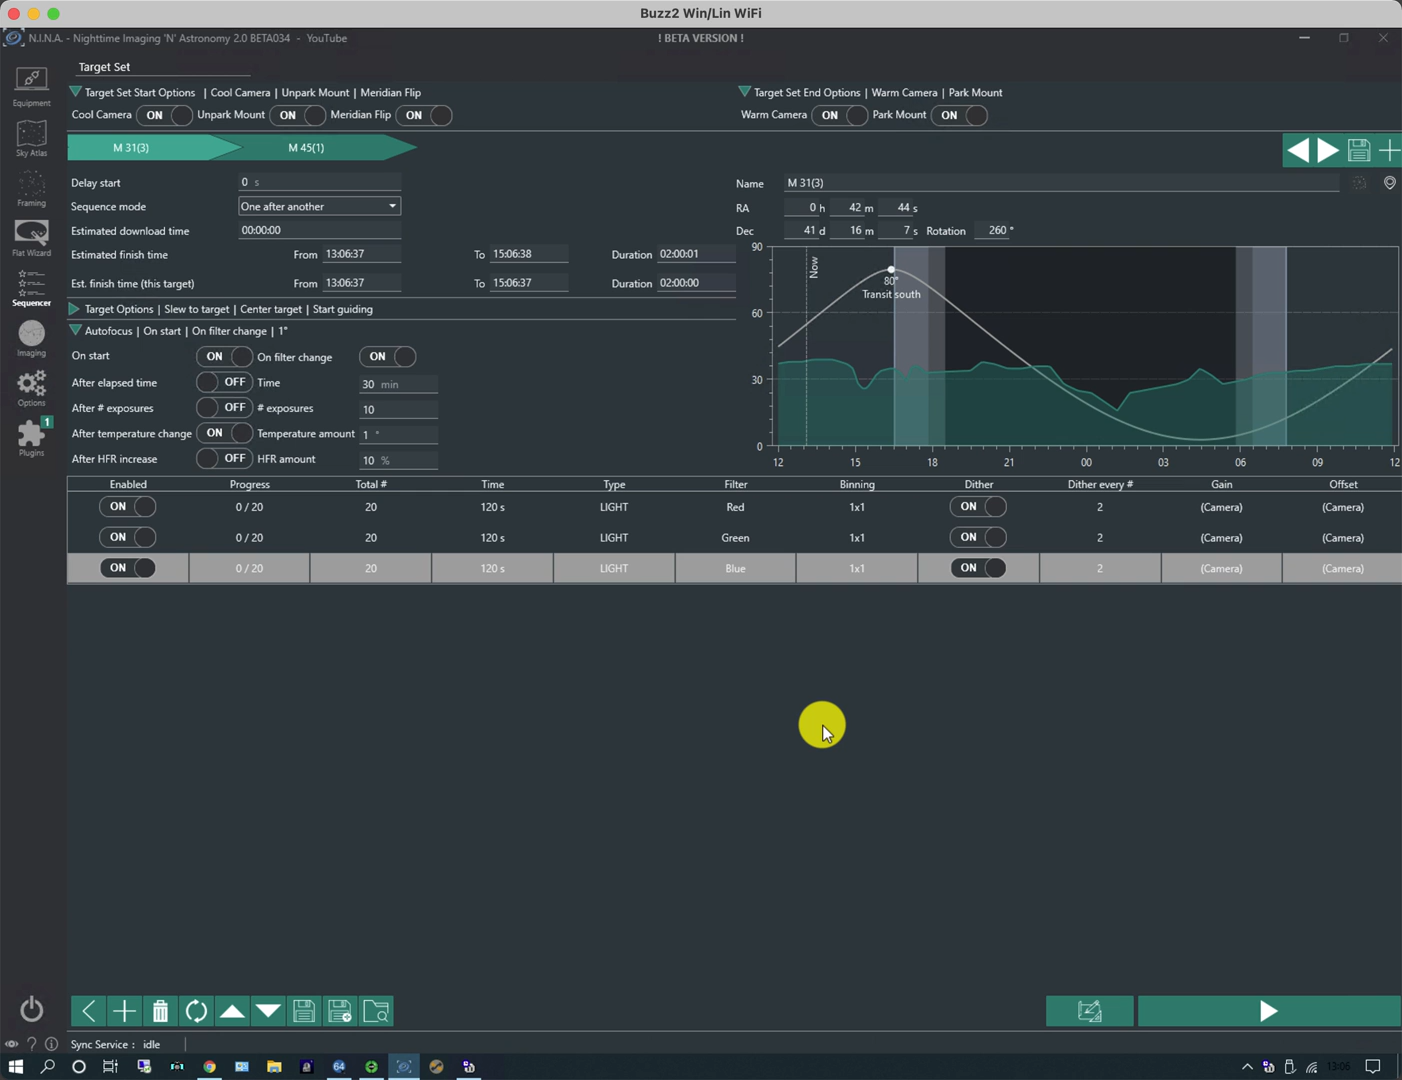 Buzz2 Win/Lin WiFi
N.I.N.A. - Nighttime Imaging 'N' Astronomy 2.0 BETA034 - YouTube
! BETA VERSION !
Target Set
Target Set Start Options | Cool Camera | Unpark Mount | Meridian Flip
Target Set End Options | Warm Camera | Park Mount
Cool Camera ON Unpark Mount ON Meridian Flip ON
Warm Camera ON Park Mount ON
Equipment
Sky Atlas
Framing
Flat Wizard
Sequencer
Imaging
Options
1
Plugins
M 31(3)
M 45(1)
Delay start 0 s
Sequence mode One after another
Estimated download time 00:00:00
Estimated finish time From 13:06:37 To 15:06:38 Duration 02:00:01
Est. finish time (this target) From 13:06:37 To 15:06:37 Duration 02:00:00
Target Options | Slew to target | Center target | Start guiding
Autofocus | On start | On filter change | 1°
On start ON On filter change ON
After elapsed time OFF Time 30 min
After # exposures OFF # exposures 10
After temperature change ON Temperature amount 1 °
After HFR increase OFF HFR amount 10 %
Name M 31(3)
RA 0 h 42 m 44 s
Dec 41 d 16 m 7 s Rotation 260 °
90
60
30
0
Now
80°
Transit south
12 15 18 21 00 03 06 09 12
Enabled Progress Total # Time Type Filter Binning Dither Dither every # Gain Offset
ON 0 / 20 20 120 s LIGHT Red 1x1 ON 2 (Camera) (Camera)
ON 0 / 20 20 120 s LIGHT Green 1x1 ON 2 (Camera) (Camera)
ON 0 / 20 20 120 s LIGHT Blue 1x1 ON 2 (Camera) (Camera)
Sync Service : idle
64
13:06